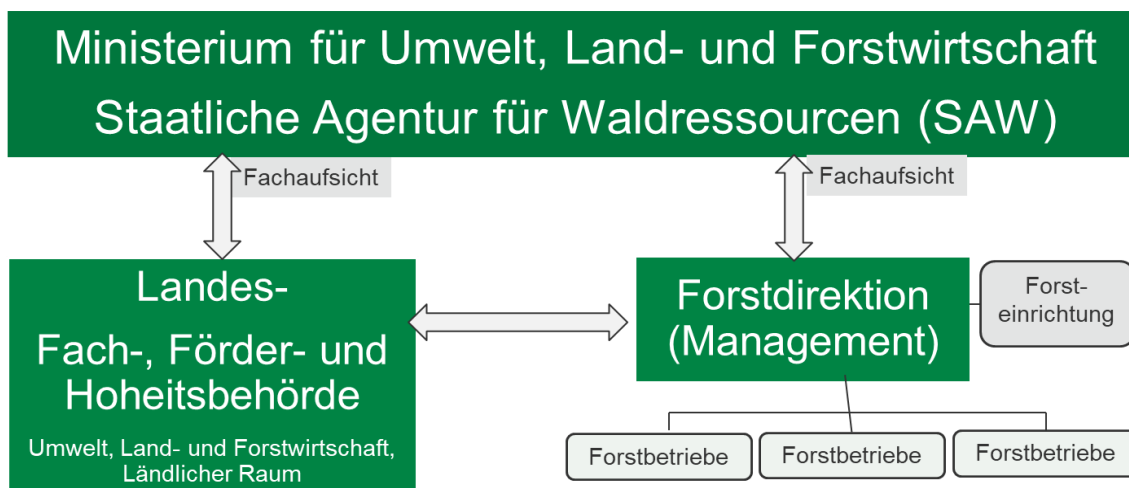 Ministerium für Umwelt, Land- und Forstwirtschaft
Staatliche Agentur für Waldressourcen (SAW)
Fachaufsicht
Fachaufsicht
Landes-
Fach-, Förder- und
Hoheitsbehörde
Umwelt, Land- und Forstwirtschaft,
Ländlicher Raum
Forstdirektion
(Management)
Forst-
einrichtung
Forstbetriebe
Forstbetriebe
Forstbetriebe